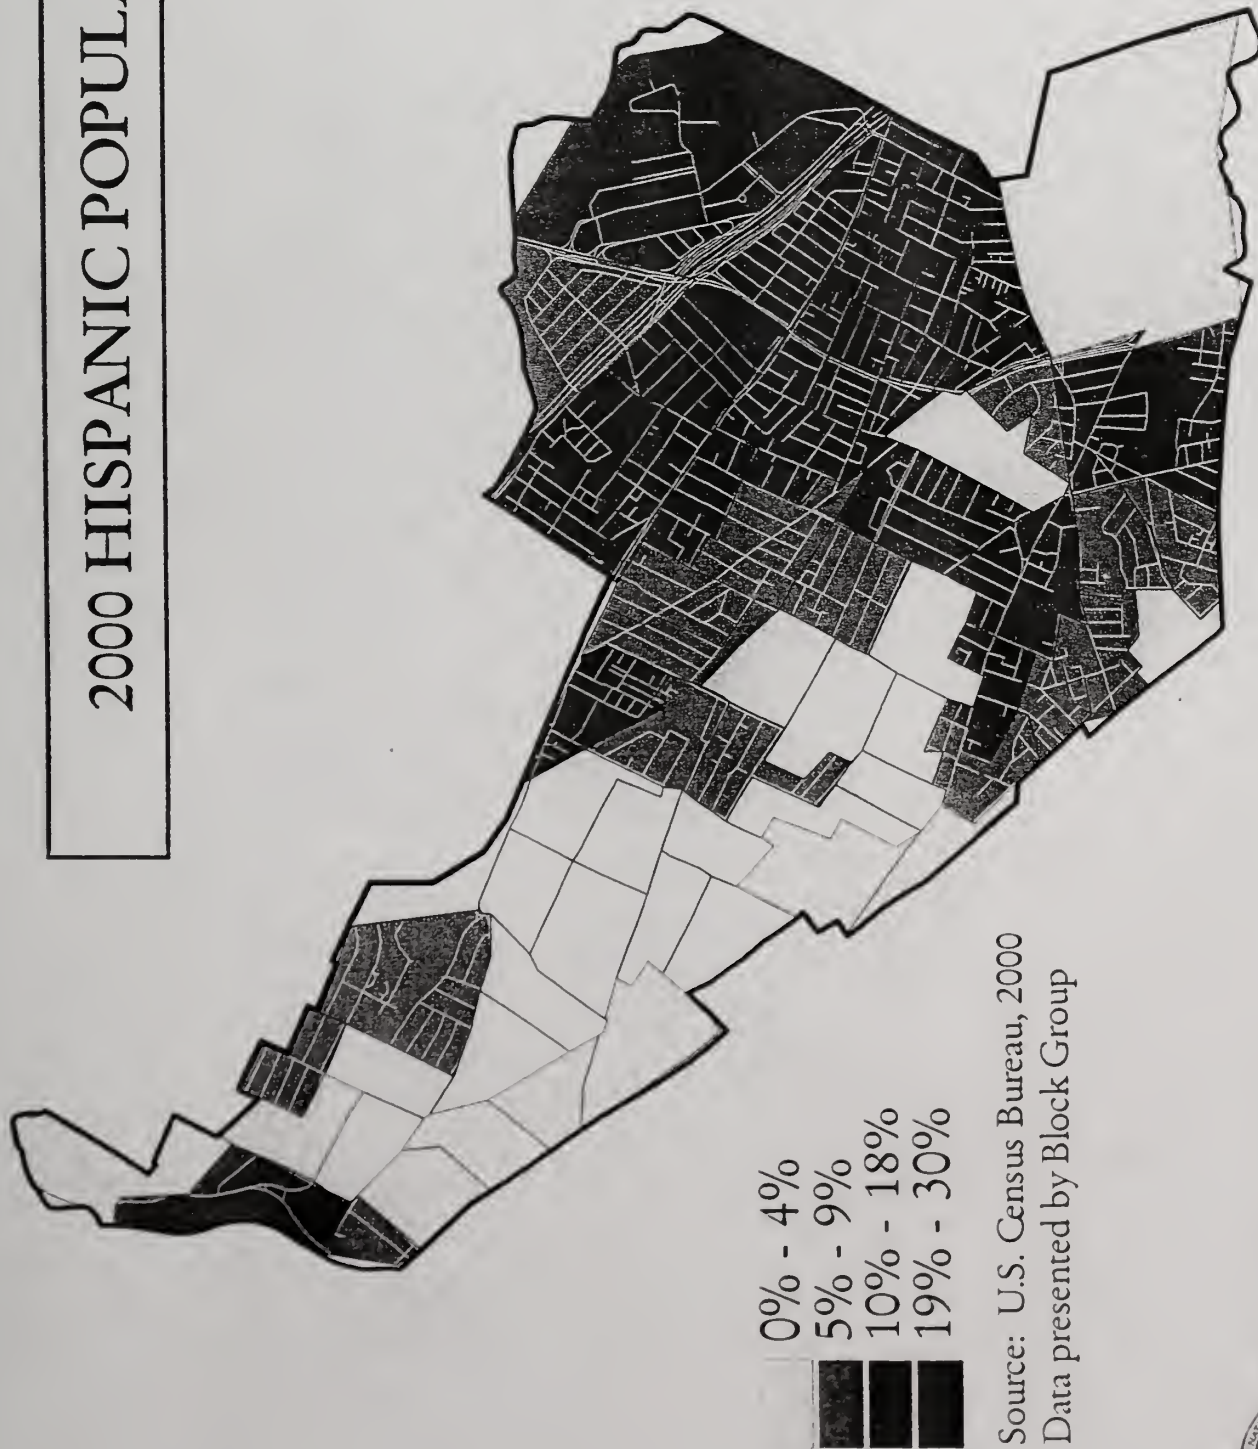 2000 HISPANIC POPULA
0% - 4%
5% - 9%
10% - 18%
19% - 30%
Source: U.S. Census Bureau, 2000
Data presented by Block Group